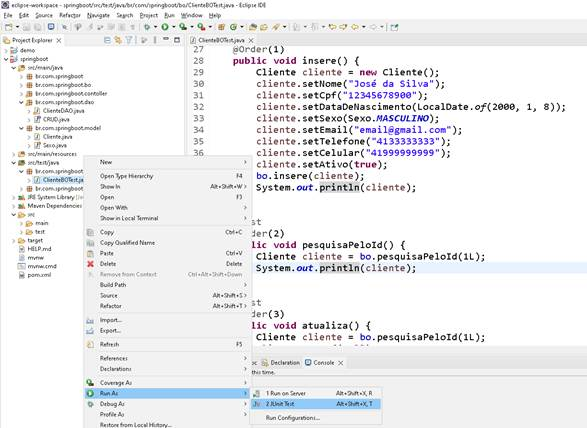 eclipse-workspace - springboot/src/test/java/br/com/springboot/bo/ClienteBOTest.java - Eclipse IDE
File Edit Source Refactor Navigate Search Project Run Window Help
Project Explorer
demo
springboot
src/main/java
br.com.springboot
br.com.springboot.bo
br.com.springboot.controller
br.com.springboot.dao
ClienteDAO.java
CRUD.java
br.com.springboot.model
Cliente.java
Sexo.java
src/main/resources
src/test/java
br.com.springboot
ClienteBOTest.ja
JRE System Library
Maven Dependencies
src
main
test
target
HELP.md
mvnw
mvnw.cmd
pom.xml
New
Open Type Hierarchy F4
Show In Alt+Shift+W
Open F3
Open With
Show in Local Terminal
Copy Ctrl+C
Copy Qualified Name
Paste Ctrl+V
Delete Delete
Remove from Context Ctrl+Alt+Shift+Down
Build Path
Source Alt+Shift+S
Refactor Alt+Shift+T
Import...
Export...
Refresh F5
References
Declarations
Coverage As
Run As
Debug As
Profile As
Restore from Local History...
1 Run on Server Alt+Shift+X, R
2 JUnit Test Alt+Shift+X, T
Run Configurations...
ClienteBOTest.java
27 @Order(1)
28 public void insere() {
29 Cliente cliente = new Cliente();
30 cliente.setNome("José da Silva");
31 cliente.setCpf("12345678900");
32 cliente.setDataDeNascimento(LocalDate.of(2000, 1, 8));
33 cliente.setSexo(Sexo.MASCULINO);
34 cliente.setEmail("email@gmail.com");
35 cliente.setTelefone("4133333333");
36 cliente.setCelular("41999999999");
cliente.setAtivo(true);
bo.insere(cliente);
System.out.println(cliente);
st
der(2)
lic void pesquisaPeloId() {
Cliente cliente = bo.pesquisaPeloId(1L);
System.out.println(cliente);
st
der(3)
lic void atualiza() {
Cliente cliente = bo.pesquisaPeloId(1L);
oc Declaration Console
this time.